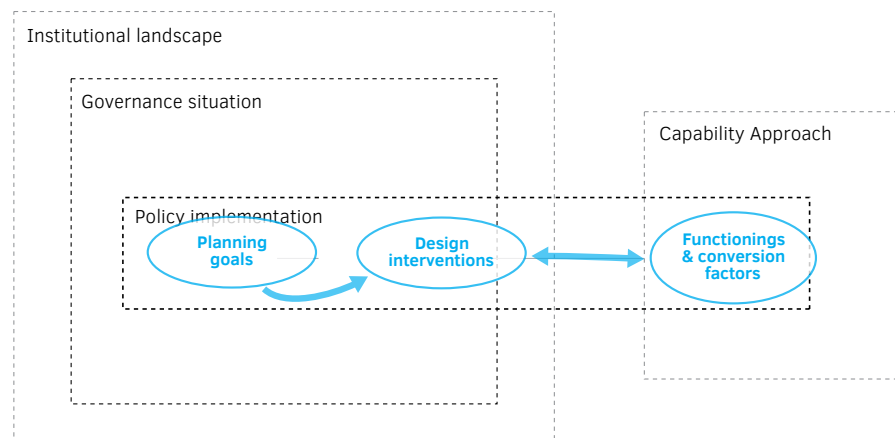 Institutional landscape
Governance situation
Capability Approach
Policy implementation
Planning
goals
Design
interventions
Functionings
& conversion
factors